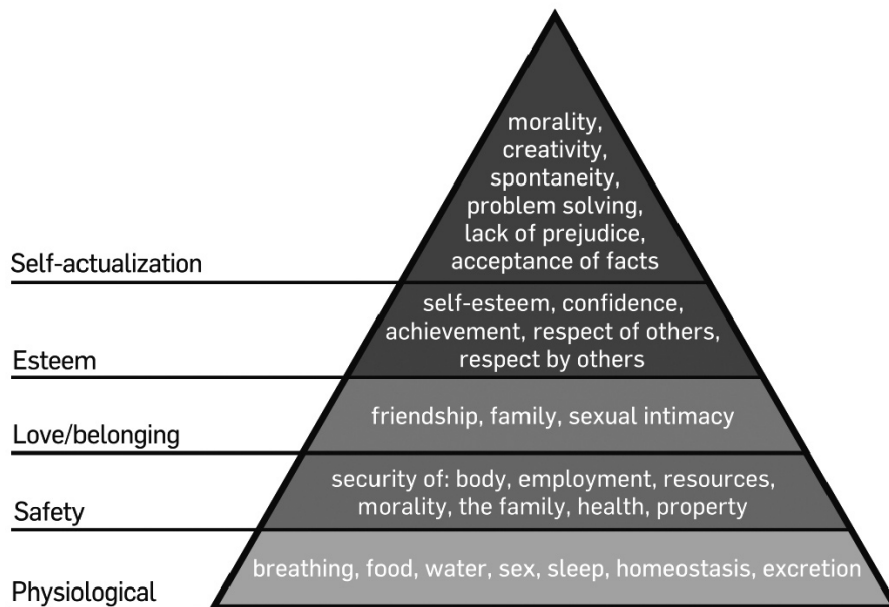 morality,
creativity,
spontaneity,
problem solving,
lack of prejudice,
acceptance of facts
Self-actualization
self-esteem, confidence,
achievement, respect of others,
respect by others
Esteem
friendship, family, sexual intimacy
Love/belonging
security of: body, employment, resources,
morality, the family, health, property
Safety
breathing, food, water, sex, sleep, homeostasis, excretion
Physiological